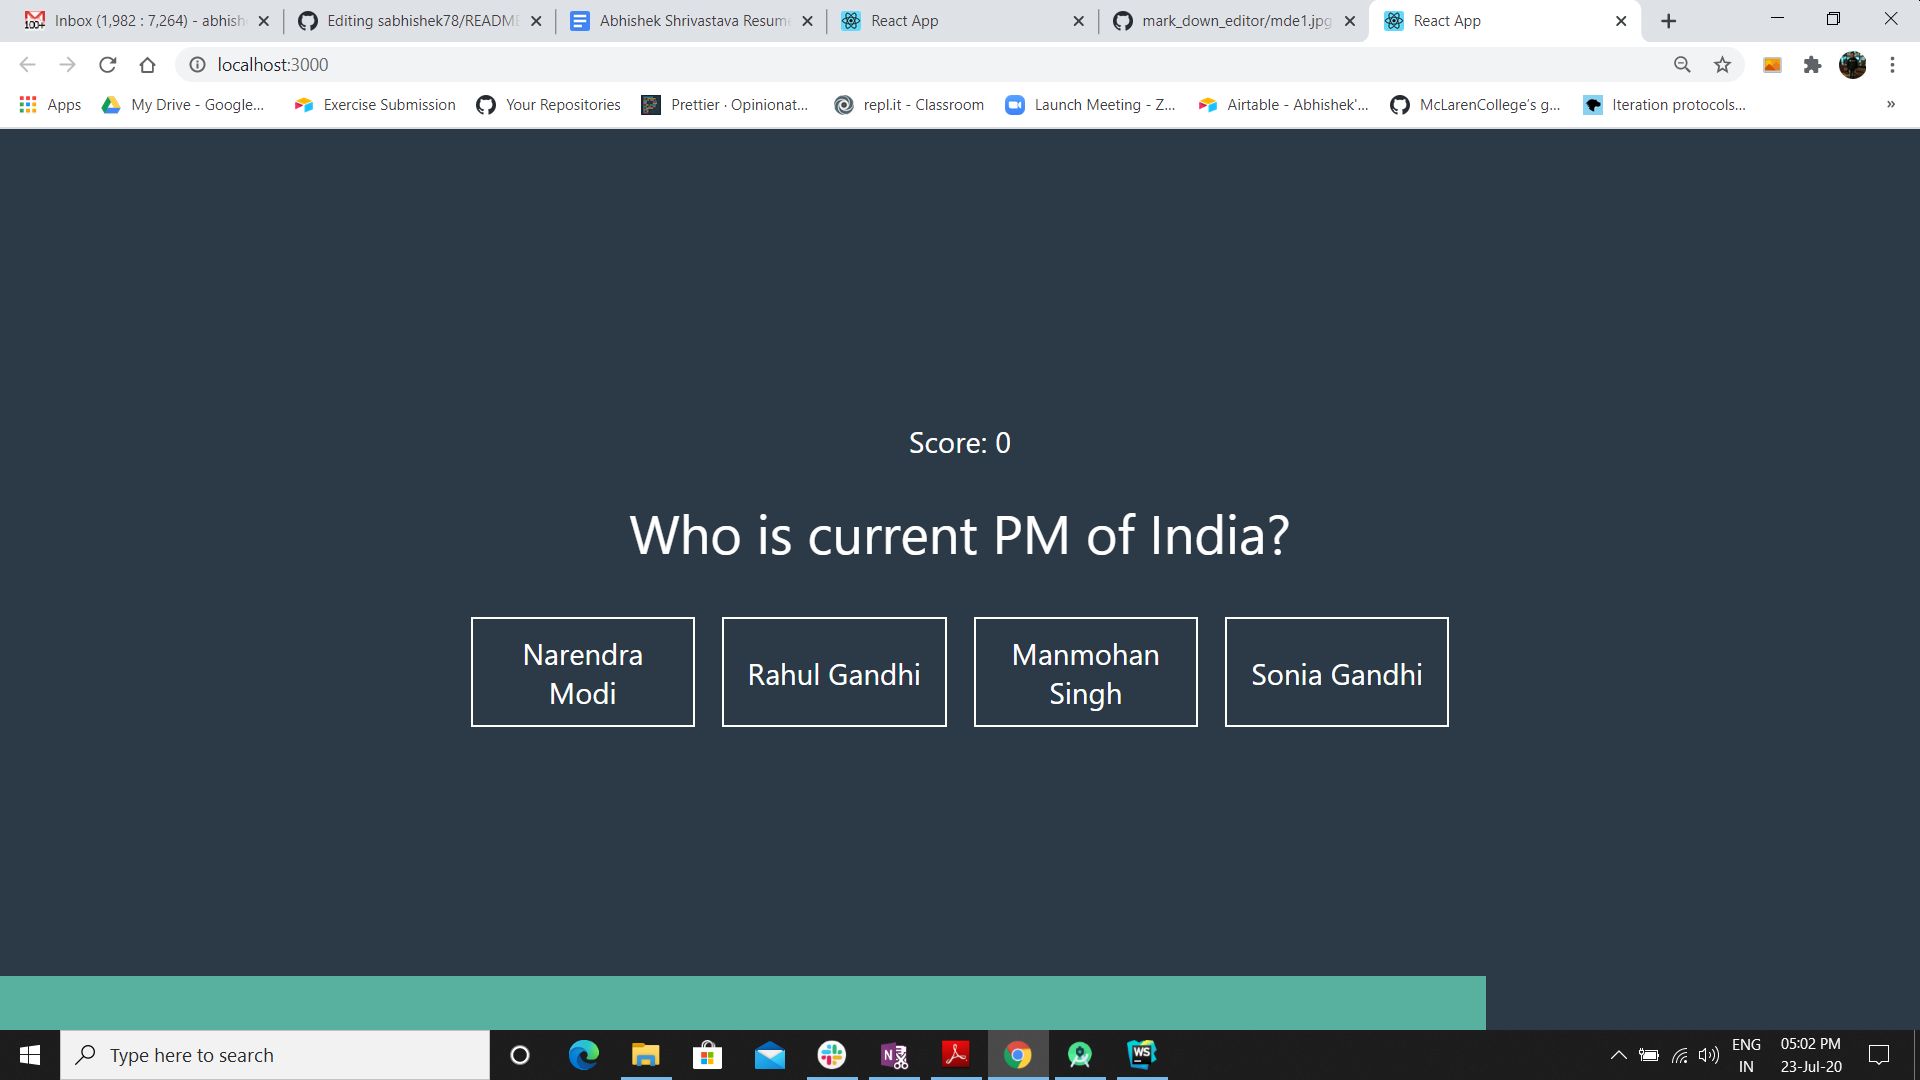 Inbox (1,982 : 7,264) - abhish
Editing sabhishek78/README
Abhishek Shrivastava Resume
React App
mark_down_editor/mde1.jpg
React App
localhost:3000
Apps
My Drive - Google...
Exercise Submission
Your Repositories
Prettier · Opinionat...
repl.it - Classroom
Launch Meeting - Z...
Airtable - Abhishek'...
McLarenCollege's g...
Iteration protocols...
»
Score: 0
Who is current PM of India?
Narendra
Modi
Rahul Gandhi
Manmohan
Singh
Sonia Gandhi
Type here to search
ENG
IN
05:02 PM
23-Jul-20